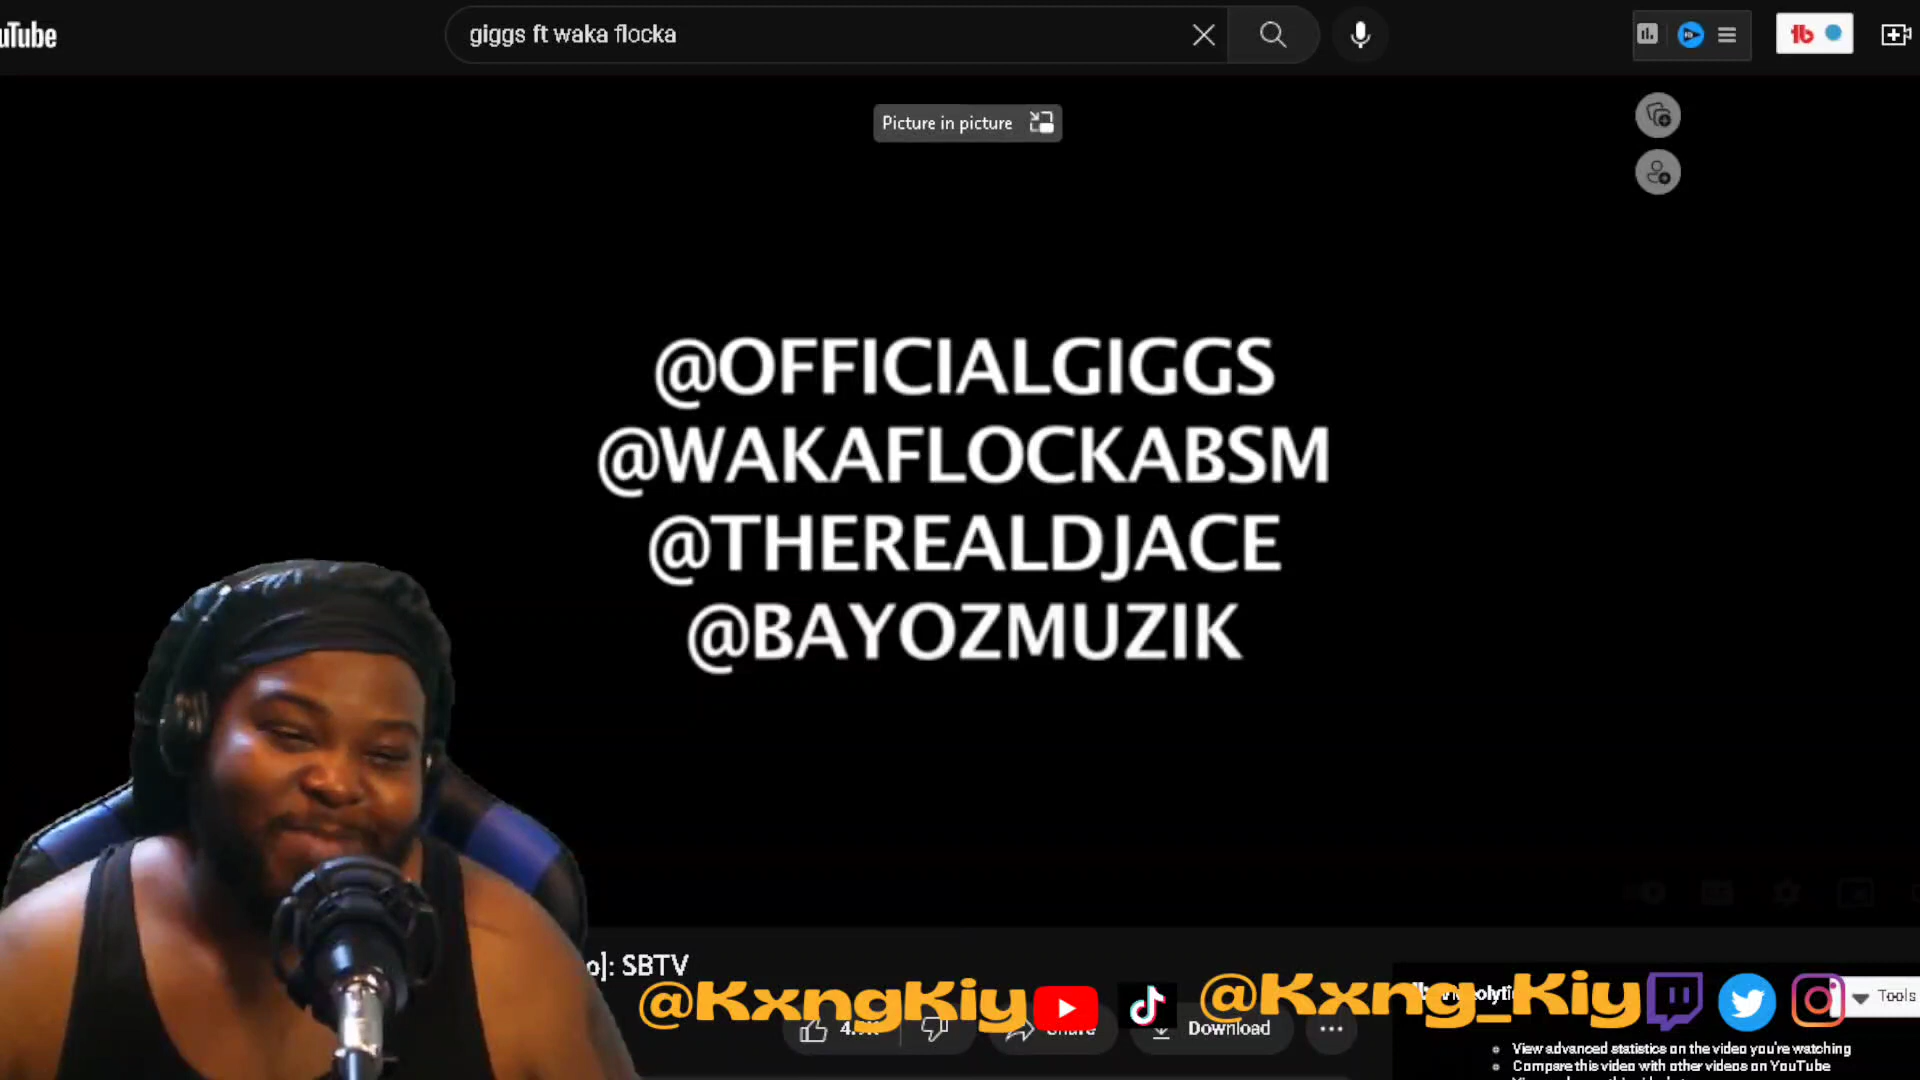 uTube
giggs ft waka flocka
Picture in picture
@OFFICIALGIGGS
@WAKAFLOCKABSM
@THEREALDJACE
@BAYOZMUZIK
o]: SBTV
@KxngKiy
@Kxng_Kiy
Tools
Share
Download
View advanced statistics on the video you're watching
Compare this video with other videos on YouTube